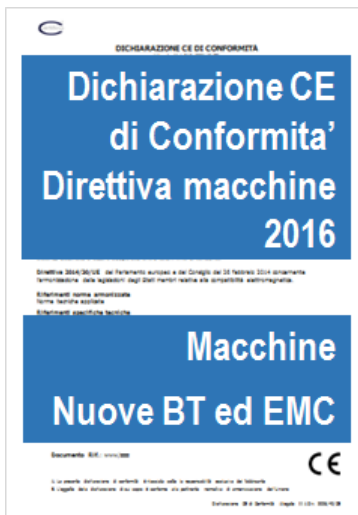 DICHIARAZIONE CE DI CONFORMITÀ
Dichiarazione CE
di Conformita’
Direttiva macchine
2016
Direttiva 2014/30/UE del Parlamento europeo e del Consiglio del 26 febbraio 2014 concernente
l'armonizzazione delle legislazioni degli Stati membri relative alla compatibilità elettromagnetica.
Riferimenti norme armonizzate
Norme tecniche applicate
Riferimenti specifiche tecniche
Macchine
Nuove BT ed EMC
Documento Rif.:
CE